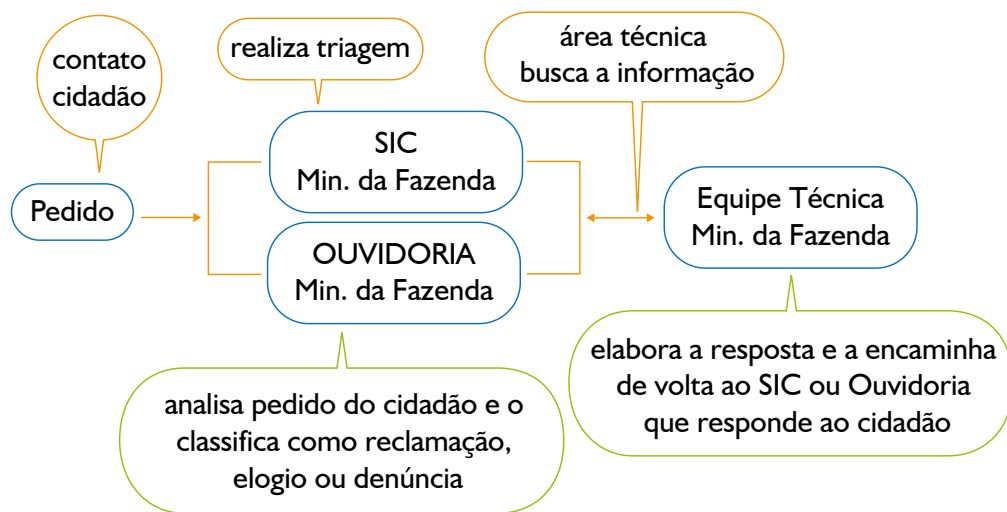 contato
cidadão
realiza triagem
área técnica
busca a informação
Pedido
SIC
Min. da Fazenda
OUVIDORIA
Min. da Fazenda
Equipe Técnica
Min. da Fazenda
analisa pedido do cidadão e o
classifica como reclamação,
elogio ou denúncia
elabora a resposta e a encaminha
de volta ao SIC ou Ouvidoria
que responde ao cidadão